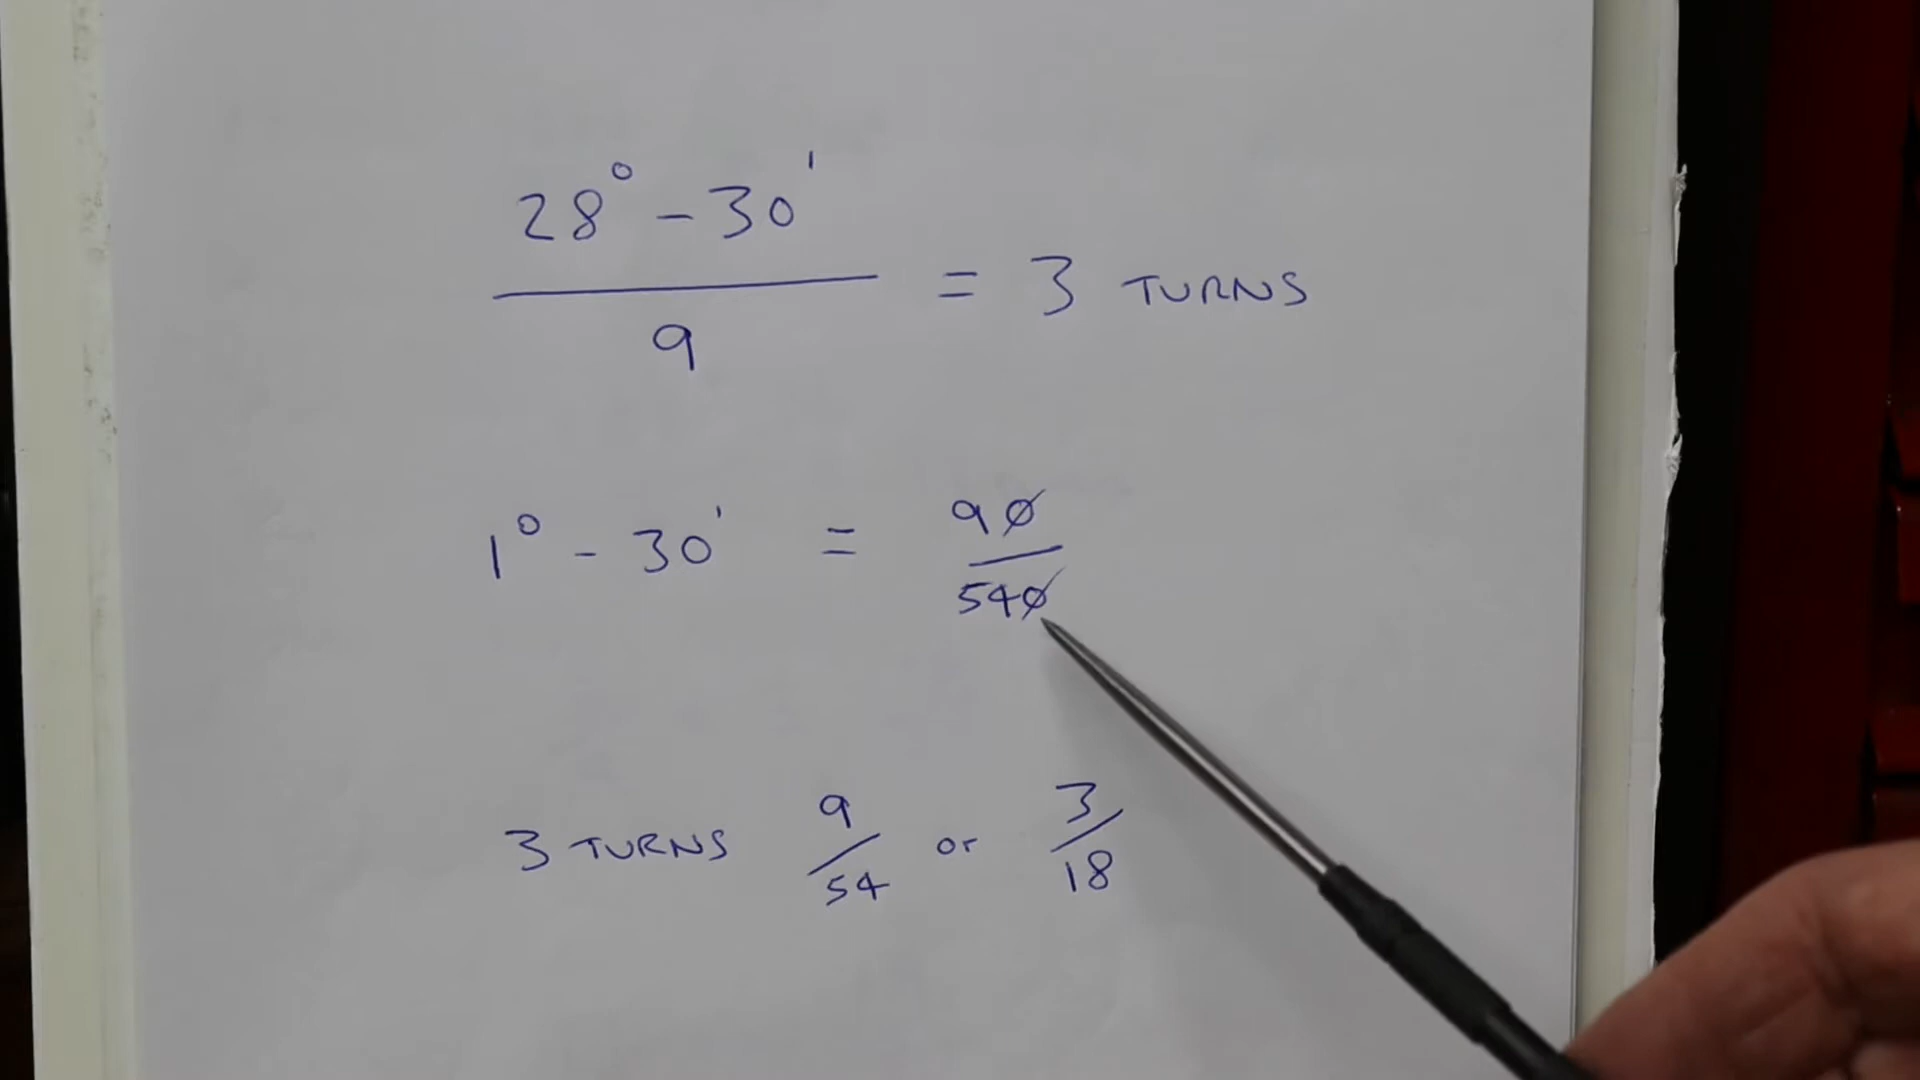 28° - 30'
9
= 3 TURNS
1° - 30' = 90
540
3 TURNS 9/54 or 3/18